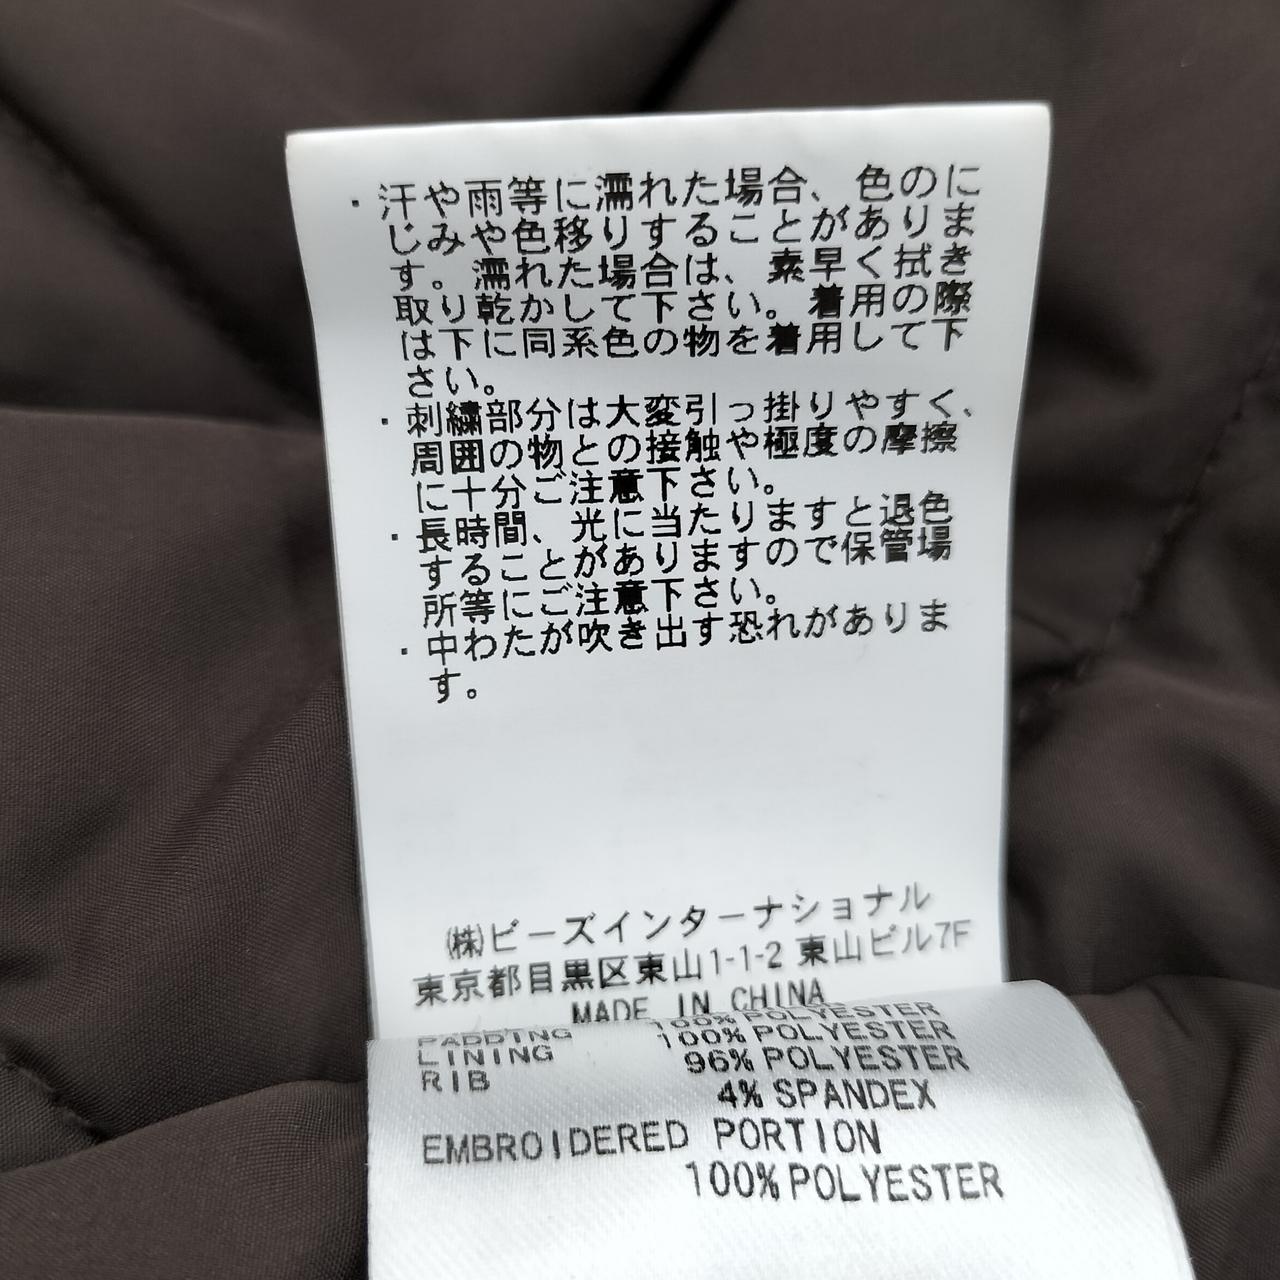 ・汗や雨等に濡れた場合、色のに
じみや色移りすることがありま
す。濡れた場合は、素早く拭き
取り乾かして下さい。着用の際
は下に同系色の物を着用して下
さい。
・刺繍部分は大変引っ掛りやすく、
周囲の物との接触や極度の摩擦
に十分ご注意下さい。
・長時間、光に当たりますと退色
することがありますので保管場
所等にご注意下さい。
・中わたが吹き出す恐れがありま
す。
㈱ビーズインターナショナル
東京都目黒区東山1-1-2 東山ビル7F
MADE IN CHINA
PADDING 100% POLYESTER
LINING 100% POLYESTER
RIB 96% POLYESTER
4% SPANDEX
EMBROIDERED PORTION
100% POLYESTER